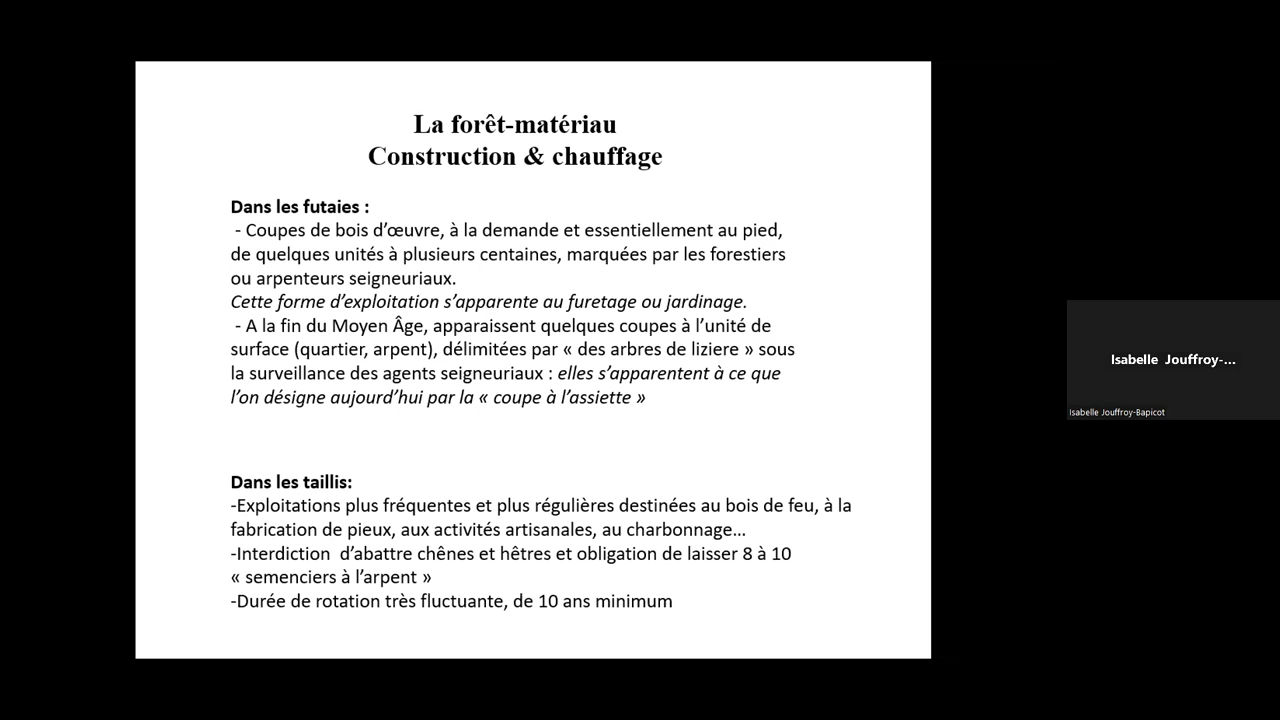 La forêt-matériau
Construction & chauffage
Dans les futaies :
- Coupes de bois d’œuvre, à la demande et essentiellement au pied,
de quelques unités à plusieurs centaines, marquées par les forestiers
ou arpenteurs seigneuriaux.
Cette forme d’exploitation s’apparente au furetage ou jardinage.
- A la fin du Moyen Âge, apparaissent quelques coupes à l’unité de
surface (quartier, arpent), délimitées par « des arbres de liziere » sous
la surveillance des agents seigneuriaux : elles s’apparentent à ce que
l’on désigne aujourd’hui par la « coupe à l’assiette »
Dans les taillis:
-Exploitations plus fréquentes et plus régulières destinées au bois de feu, à la
fabrication de pieux, aux activités artisanales, au charbonnage…
-Interdiction  d’abattre chênes et hêtres et obligation de laisser 8 à 10
« semenciers à l’arpent »
-Durée de rotation très fluctuante, de 10 ans minimum
Isabelle Jouffroy-...
Isabelle Jouffroy-Bapicot